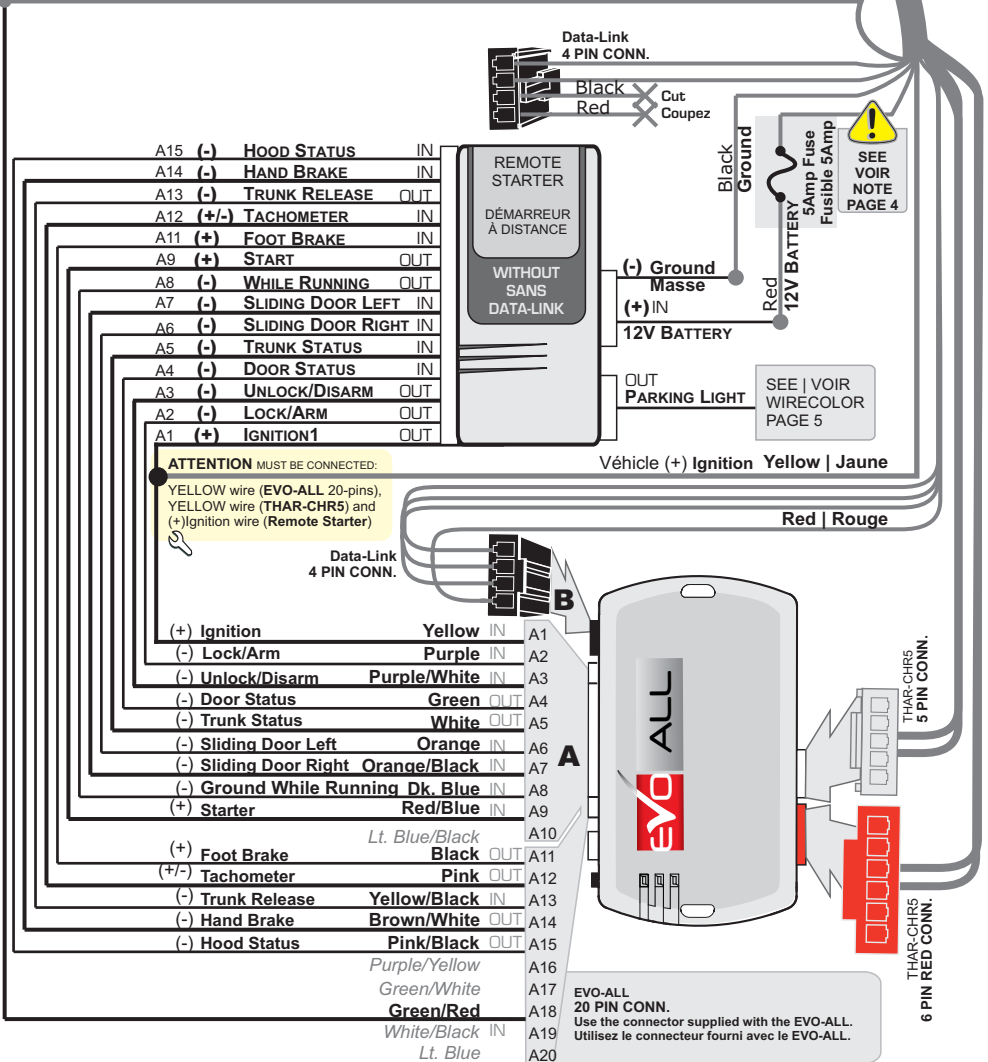 Data-Link
4 PIN CONN.
Black
Red
Cut
Coupez
Black
Ground
5Amp Fuse
Fusible 5Amp
SEE
VOIR
NOTE
PAGE 4
A15 (-) HOOD STATUS IN
A14 (-) HAND BRAKE IN
A13 (-) TRUNK RELEASE OUT
A12 (+/-) TACHOMETER IN
A11 (+) FOOT BRAKE IN
A9 (+) START OUT
A8 (-) WHILE RUNNING OUT
A7 (-) SLIDING DOOR LEFT IN
A6 (-) SLIDING DOOR RIGHT IN
A5 (-) TRUNK STATUS IN
A4 (-) DOOR STATUS IN
A3 (-) UNLOCK/DISARM OUT
A2 (-) LOCK/ARM OUT
A1 (+) IGNITION1 OUT
REMOTE
STARTER
DÉMARREUR
À DISTANCE
WITHOUT
SANS
DATA-LINK
(-) Ground
Masse
(+) IN
12V BATTERY
Red
12V BATTERY
OUT
PARKING LIGHT
SEE | VOIR
WIRECOLOR
PAGE 5
ATTENTION MUST BE CONNECTED:
YELLOW wire (EVO-ALL 20-pins),
YELLOW wire (THAR-CHR5) and
(+)Ignition wire (Remote Starter)
Véhicle (+) Ignition Yellow | Jaune
Red | Rouge
Data-Link
4 PIN CONN.
B
(+) Ignition Yellow IN A1
(-) Lock/Arm Purple IN A2
(-) Unlock/Disarm Purple/White IN A3
(-) Door Status Green OUT A4
(-) Trunk Status White OUT A5
(-) Sliding Door Left Orange IN A6
(-) Sliding Door Right Orange/Black IN A7
(-) Ground While Running Dk. Blue IN A8
(+) Starter Red/Blue IN A9
Lt. Blue/Black A10
(+) Foot Brake Black OUT A11
(+/-) Tachometer Pink OUT A12
(-) Trunk Release Yellow/Black IN A13
(-) Hand Brake Brown/White OUT A14
(-) Hood Status Pink/Black OUT A15
Purple/Yellow A16
Green/White A17
Green/Red A18
White/Black IN A19
Lt. Blue A20
A
EVO ALL
THAR-CHR5
5 PIN CONN.
THAR-CHR5
6 PIN RED CONN.
EVO-ALL
20 PIN CONN.
Use the connector supplied with the EVO-ALL.
Utilisez le connecteur fourni avec le EVO-ALL.